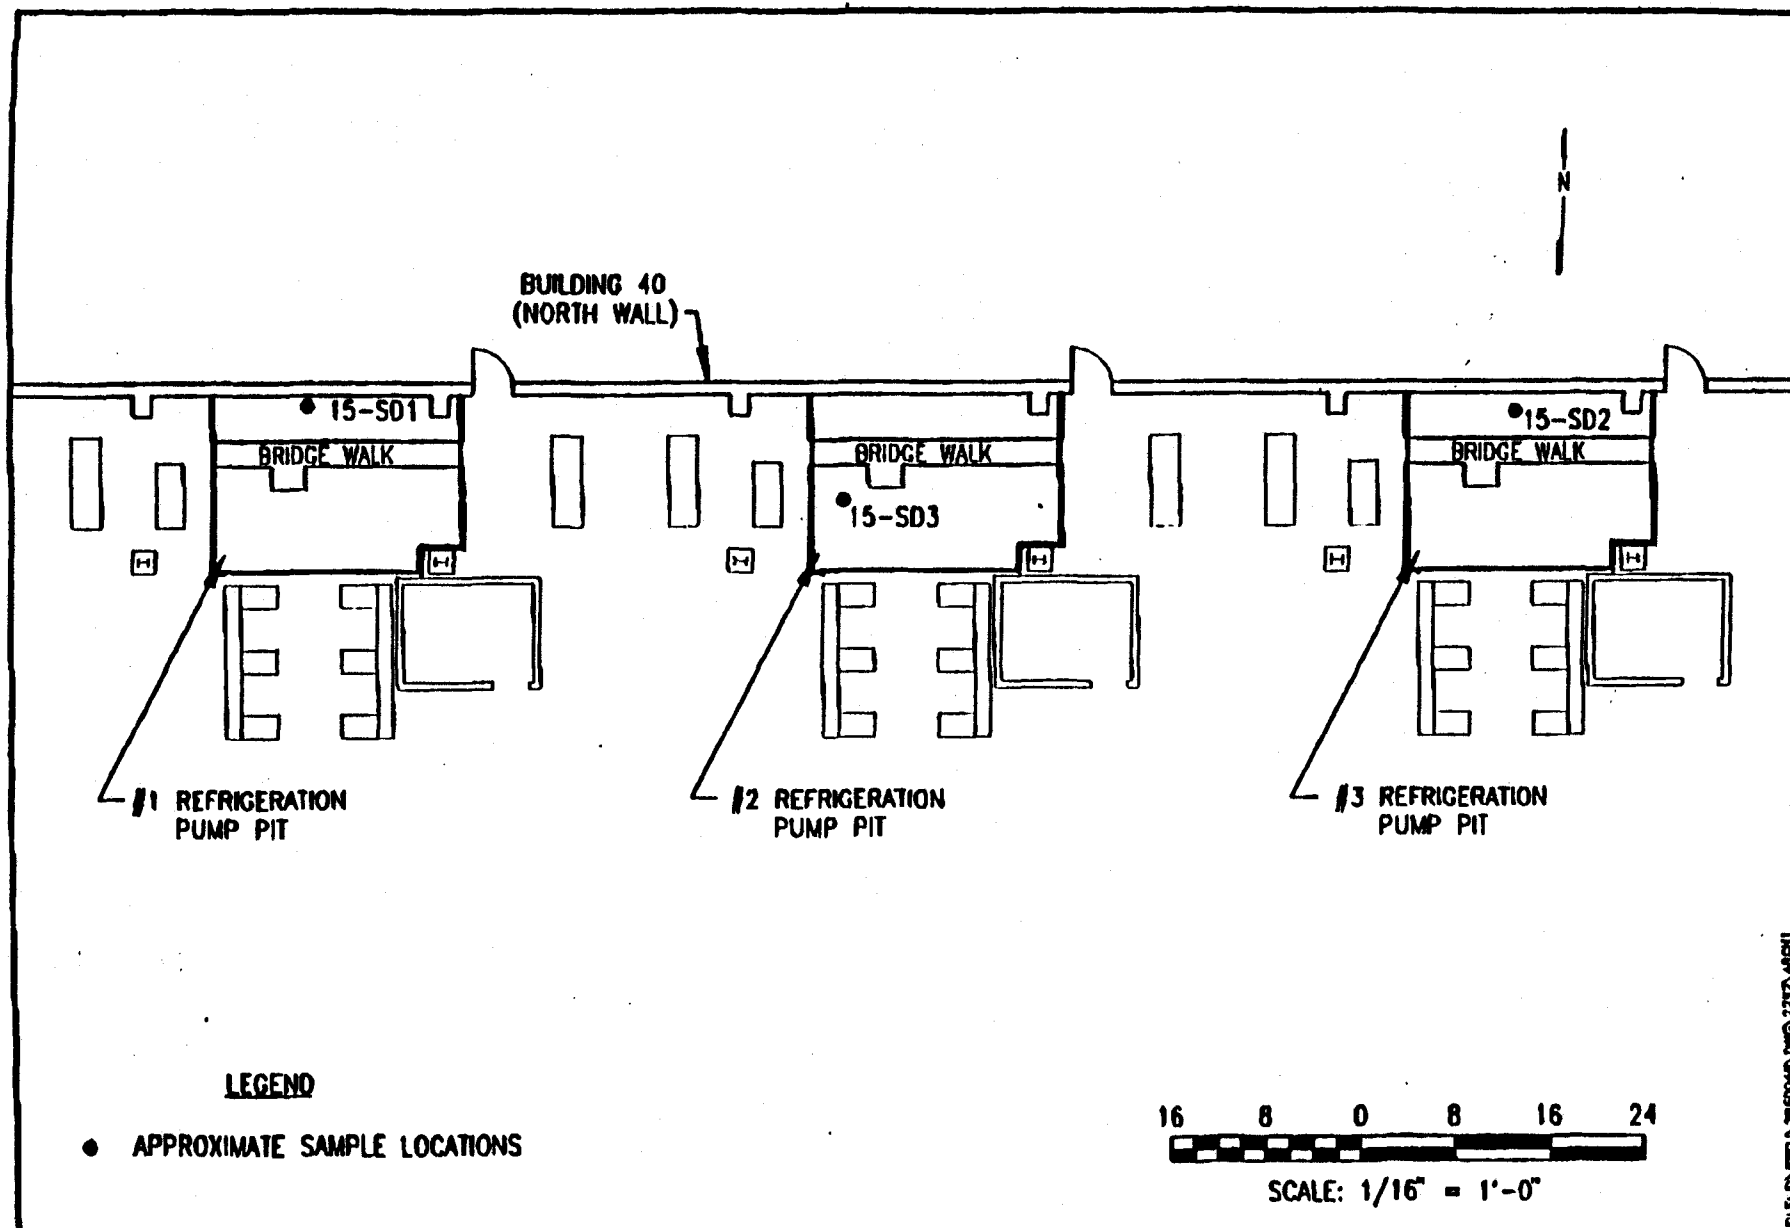 N
BUILDING 40
(NORTH WALL)
15-SD1
15-SD2
BRIDGE WALK
BRIDGE WALK
BRIDGE WALK
15-SD3
H
H
H
H
H
H
#1 REFRIGERATION
PUMP PIT
#2 REFRIGERATION
PUMP PIT
#3 REFRIGERATION
PUMP PIT
LEGEND
APPROXIMATE SAMPLE LOCATIONS
16 8 0 8 16 24
SCALE: 1/16" = 1'-0"